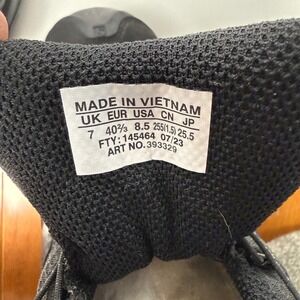 MADE IN VIETNAM
UK EUR USA CN JP
7 40⅔ 8.5 255(1.5) 25.5
FTY: 145464 07/23
ART NO. 393329